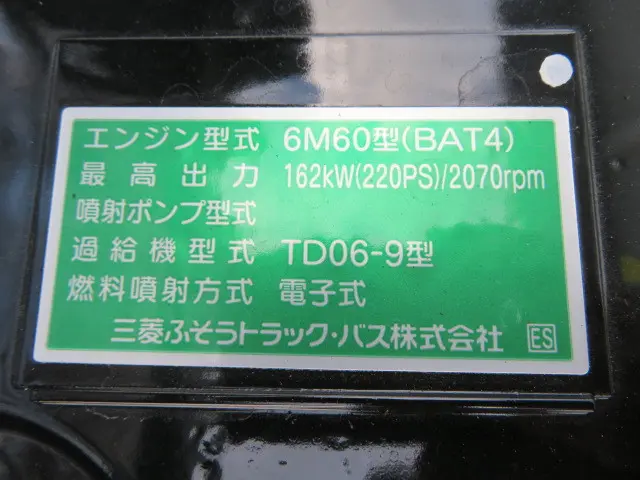 エンジン型式 6M60型(BAT4)
最高出力 162kW(220PS)/2070rpm
噴射ポンプ型式
過給機型式 TD06-9型
燃料噴射方式 電子式
三菱ふそうトラック・バス株式会社 ES